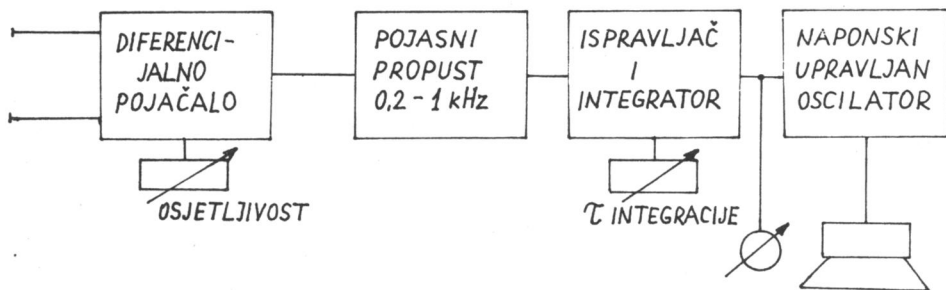 DIFERENCI-
JALNO
POJAČALO
POJASNI
PROPUST
0,2-1 kHz
ISPRAVLJAČ
I
INTEGRATOR
NAPONSKI
UPRAVLJAN
OSCILATOR
OSJETLJIVOST
τ INTEGRACIJE